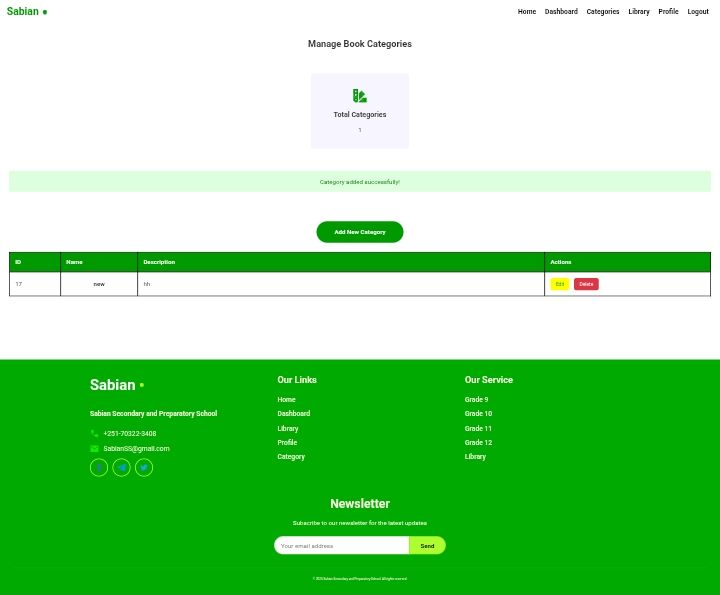 Sabian
Home Dashboard Categories Library Profile Logout
Manage Book Categories
Total Categories
1
Category added successfully!
Add New Category
ID Name Description Actions
17 new hh Edit Delete
Sabian
Sabian Secondary and Preparatory School
+251-70322-3408
SabianSS@gmail.com
Our Links
Home
Dashboard
Library
Profile
Category
Our Service
Grade 9
Grade 10
Grade 11
Grade 12
Library
Newsletter
Subscribe to our newsletter for the latest updates
Your email address Send
© 2025 Sabian Secondary and Preparatory School. All rights reserved.